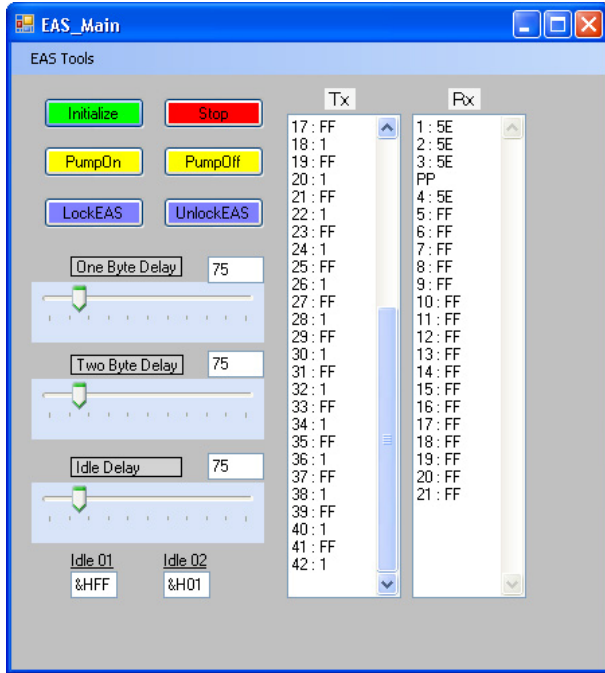 EAS_Main
EAS Tools
Initialize
Stop
PumpOn
PumpOff
LockEAS
UnlockEAS
One Byte Delay
75
Two Byte Delay
75
Idle Delay
75
Idle 01
Idle 02
&HFF
&H01
Tx
17 : FF
18 : 1
19 : FF
20 : 1
21 : FF
22 : 1
23 : FF
24 : 1
25 : FF
26 : 1
27 : FF
28 : 1
29 : FF
30 : 1
31 : FF
32 : 1
33 : FF
34 : 1
35 : FF
36 : 1
37 : FF
38 : 1
39 : FF
40 : 1
41 : FF
42 : 1
Rx
1 : 5E
2 : 5E
3 : 5E
PP
4 : 5E
5 : FF
6 : FF
7 : FF
8 : FF
9 : FF
10 : FF
11 : FF
12 : FF
13 : FF
14 : FF
15 : FF
16 : FF
17 : FF
18 : FF
19 : FF
20 : FF
21 : FF